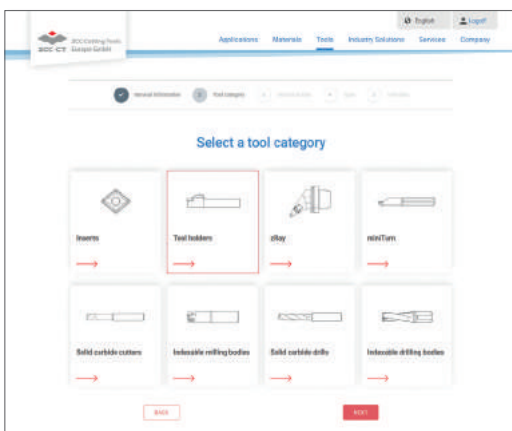 English Logoff
ZCC Cutting Tools
ZCC-CT Europe GmbH
Applications Materials Tools Industry Solutions Services Company
General Information Tool category
Select a tool category
Inserts Tool holders miniTurn
Solid carbide cutters Indexable milling bodies Solid carbide drills Indexable drilling bodies
BACK NEXT